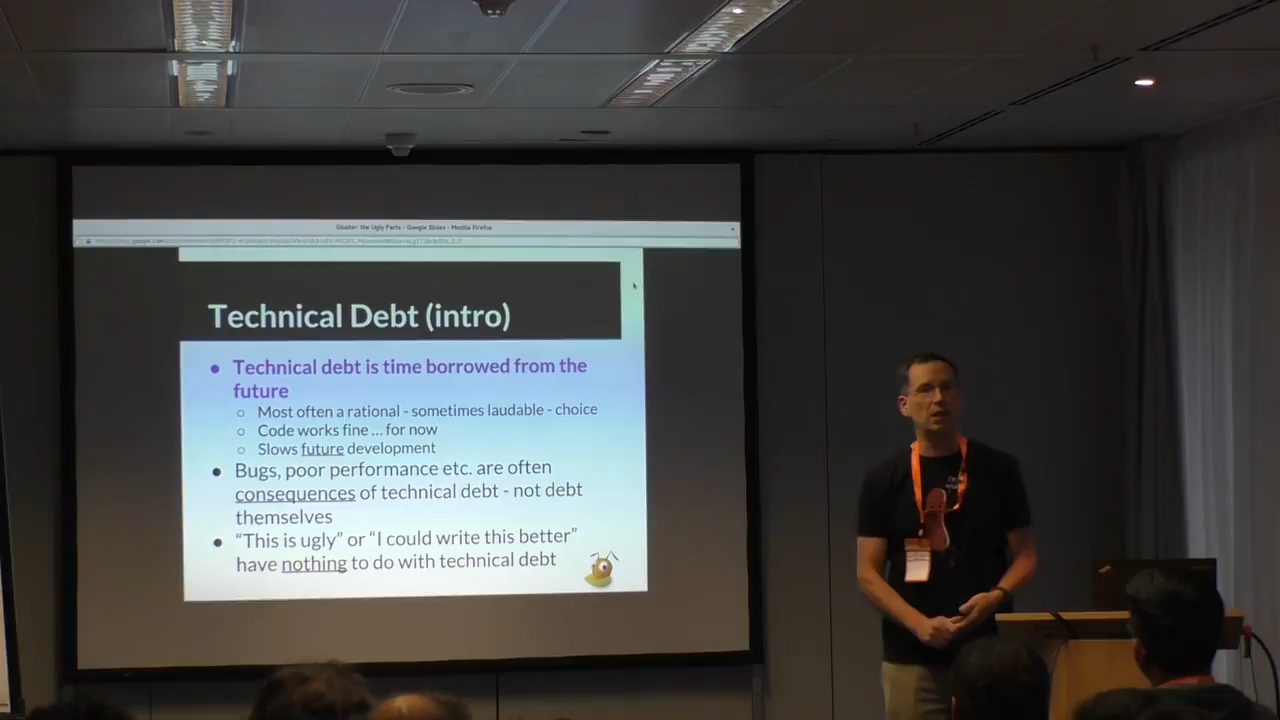 Gluster: the Ugly Parts - Google Slides - Mozilla Firefox
Technical Debt (intro)
● Technical debt is time borrowed from the
future
○ Most often a rational - sometimes laudable - choice
○ Code works fine ... for now
○ Slows future development
● Bugs, poor performance etc. are often
consequences of technical debt - not debt
themselves
● “This is ugly” or “I could write this better”
have nothing to do with technical debt